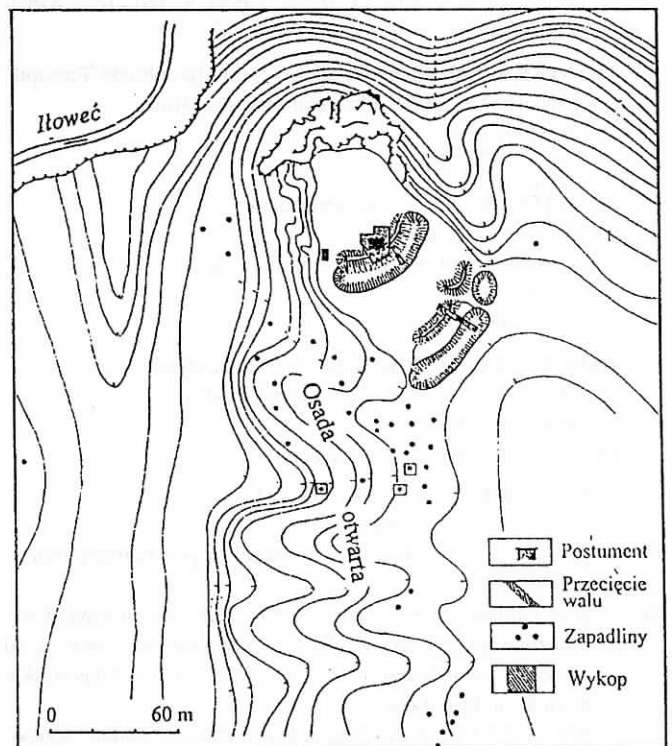 Iłoweć
Osada
otwarta
Postument
Przecięcie
wału
Zapadliny
Wykop
0 60 m